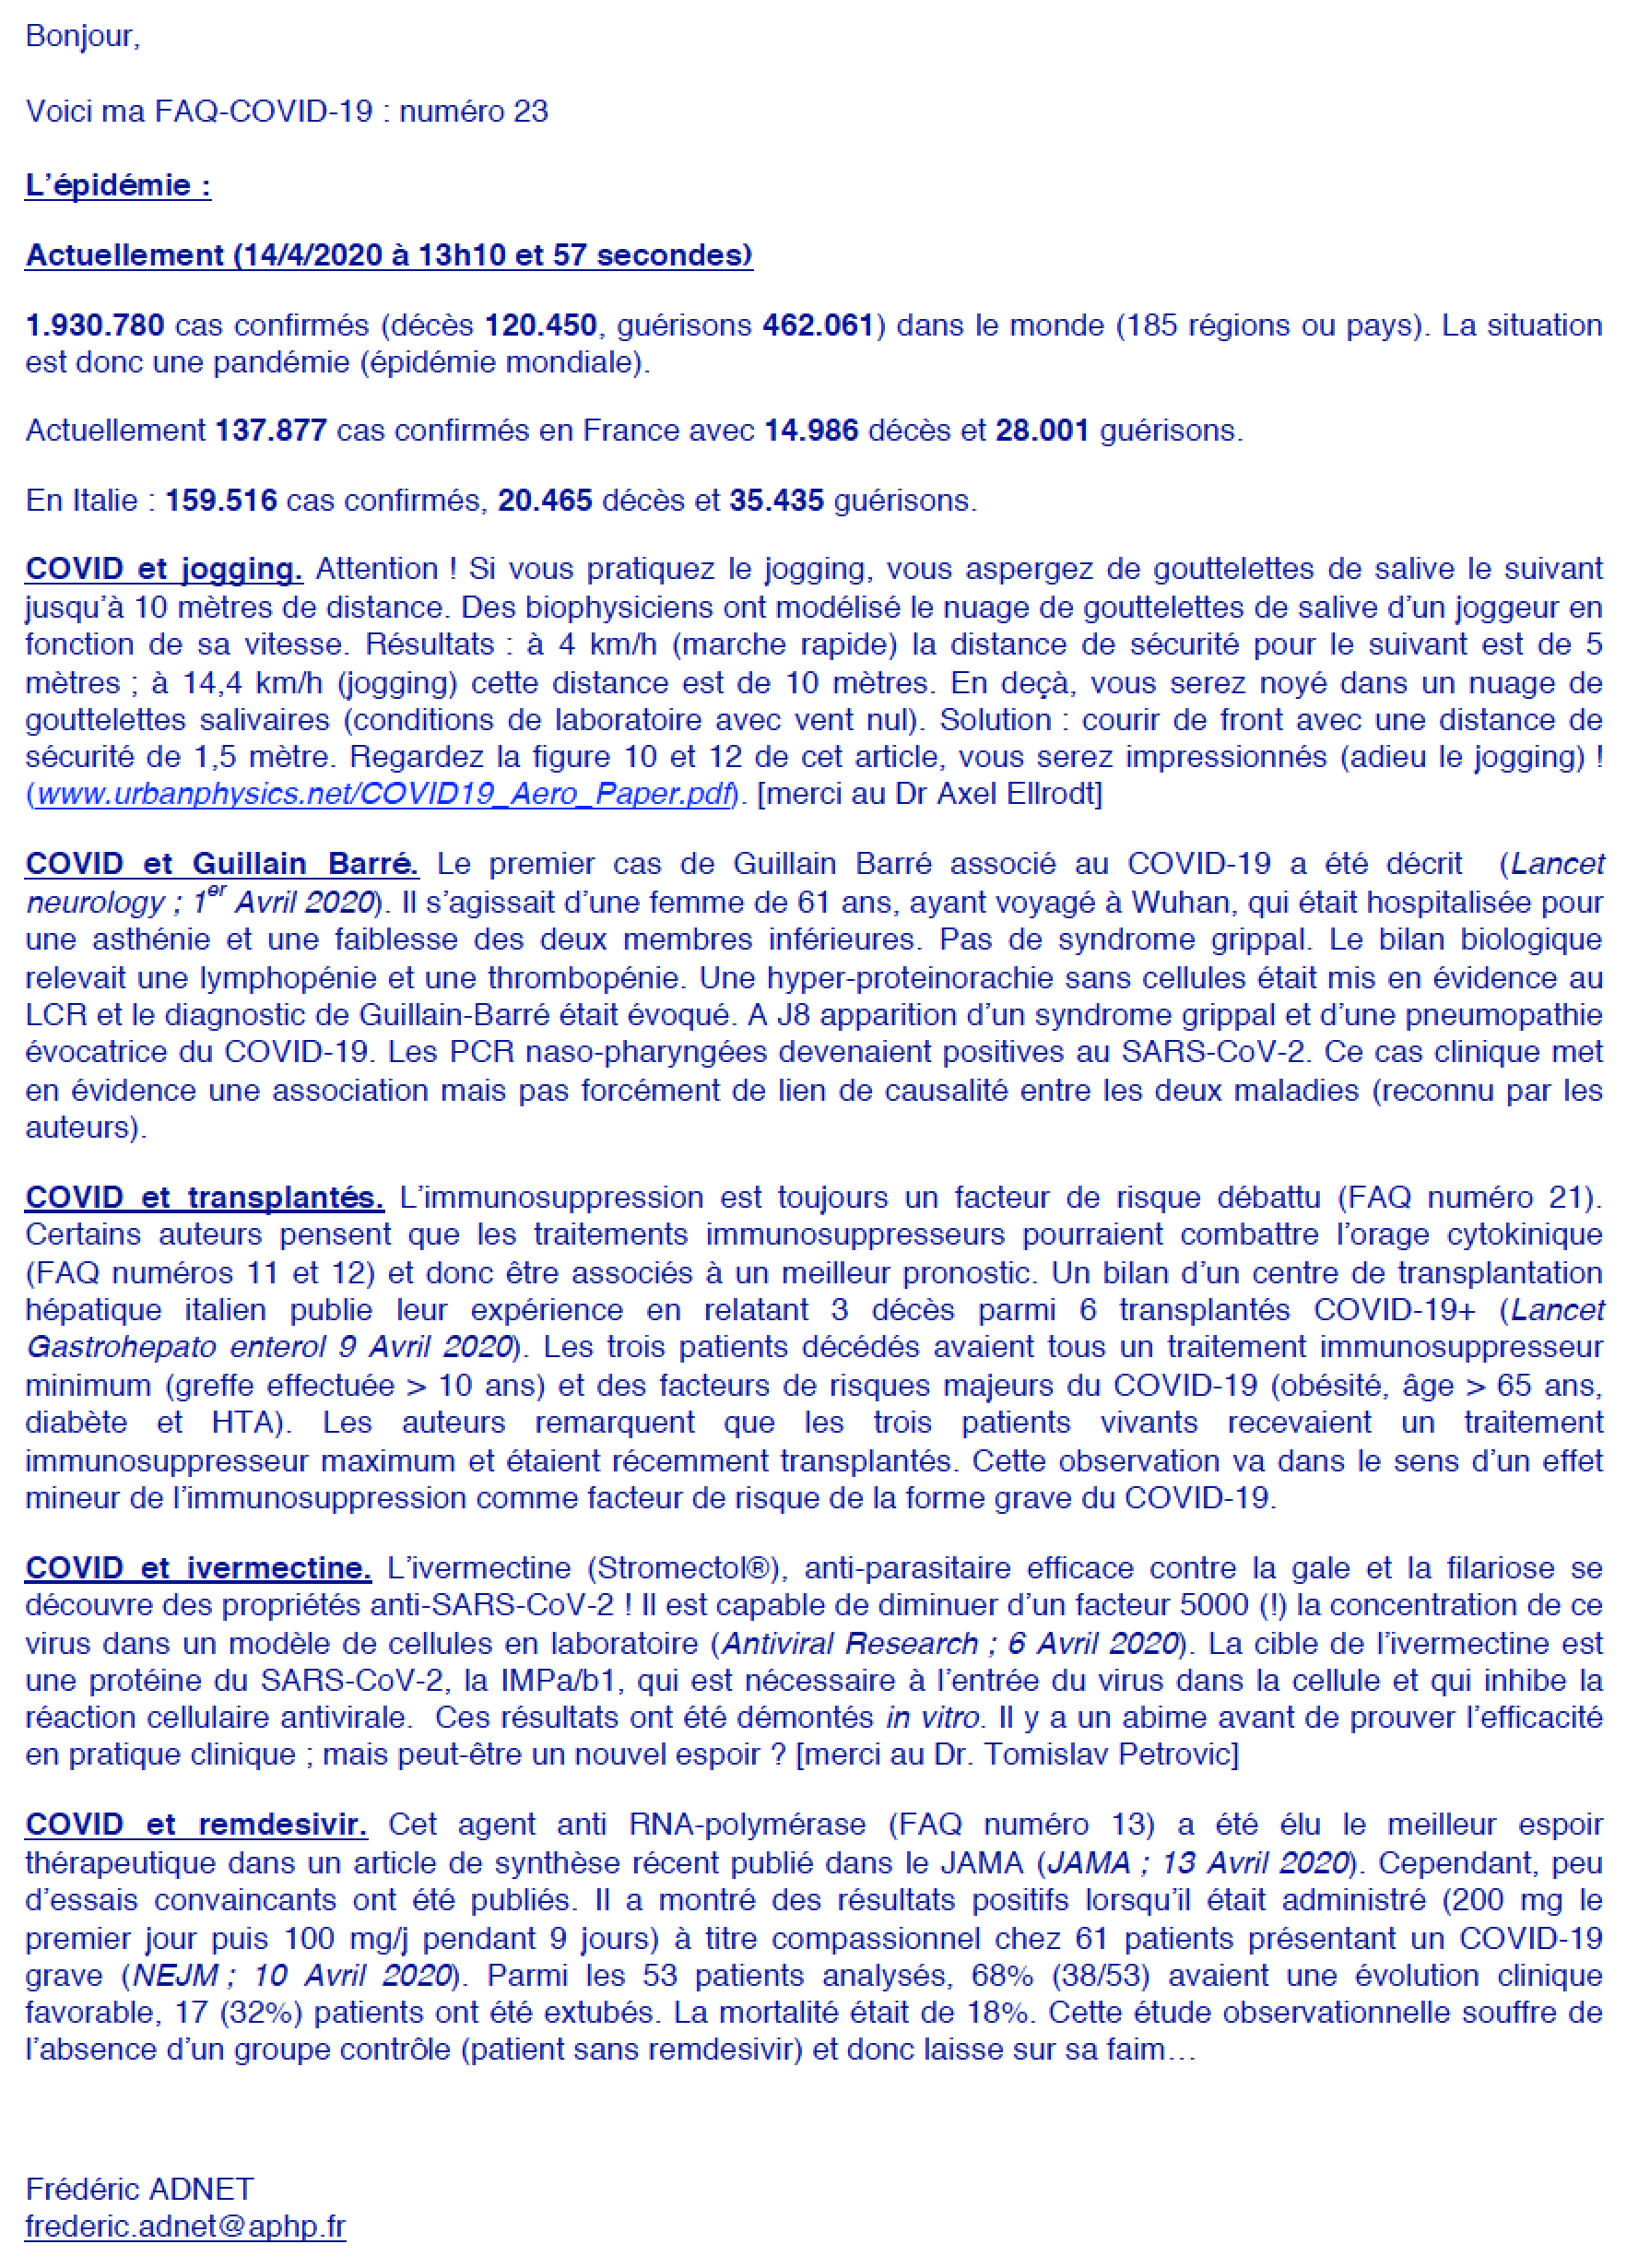 Bonjour,
Voici ma FAQ-COVID-19 : numéro 23
L’épidémie :
Actuellement (14/4/2020 à 13h10 et 57 secondes)
1.930.780 cas confirmés (décès 120.450, guérisons 462.061) dans le monde (185 régions ou pays). La situation
est donc une pandémie (épidémie mondiale).
Actuellement 137.877 cas confirmés en France avec 14.986 décès et 28.001 guérisons.
En Italie : 159.516 cas confirmés, 20.465 décès et 35.435 guérisons.
COVID et jogging. Attention ! Si vous pratiquez le jogging, vous aspergez de gouttelettes de salive le suivant
jusqu’à 10 mètres de distance. Des biophysiciens ont modélisé le nuage de gouttelettes de salive d’un joggeur en
fonction de sa vitesse. Résultats : à 4 km/h (marche rapide) la distance de sécurité pour le suivant est de 5
mètres ; à 14,4 km/h (jogging) cette distance est de 10 mètres. En deçà, vous serez noyé dans un nuage de
gouttelettes salivaires (conditions de laboratoire avec vent nul). Solution : courir de front avec une distance de
sécurité de 1,5 mètre. Regardez la figure 10 et 12 de cet article, vous serez impressionnés (adieu le jogging) !
(www.urbanphysics.net/COVID19_Aero_Paper.pdf). [merci au Dr Axel Ellrodt]
COVID et Guillain Barré. Le premier cas de Guillain Barré associé au COVID-19 a été décrit (Lancet
neurology ; 1er Avril 2020). Il s’agissait d’une femme de 61 ans, ayant voyagé à Wuhan, qui était hospitalisée pour
une asthénie et une faiblesse des deux membres inférieures. Pas de syndrome grippal. Le bilan biologique
relevait une lymphopénie et une thrombopénie. Une hyper-proteinorachie sans cellules était mis en évidence au
LCR et le diagnostic de Guillain-Barré était évoqué. A J8 apparition d’un syndrome grippal et d’une pneumopathie
évocatrice du COVID-19. Les PCR naso-pharyngées devenaient positives au SARS-CoV-2. Ce cas clinique met
en évidence une association mais pas forcément de lien de causalité entre les deux maladies (reconnu par les
auteurs).
COVID et transplantés. L’immunosuppression est toujours un facteur de risque débattu (FAQ numéro 21).
Certains auteurs pensent que les traitements immunosuppresseurs pourraient combattre l’orage cytokinique
(FAQ numéros 11 et 12) et donc être associés à un meilleur pronostic. Un bilan d’un centre de transplantation
hépatique italien publie leur expérience en relatant 3 décès parmi 6 transplantés COVID-19+ (Lancet
Gastrohepato enterol 9 Avril 2020). Les trois patients décédés avaient tous un traitement immunosuppresseur
minimum (greffe effectuée > 10 ans) et des facteurs de risques majeurs du COVID-19 (obésité, âge > 65 ans,
diabète et HTA). Les auteurs remarquent que les trois patients vivants recevaient un traitement
immunosuppresseur maximum et étaient récemment transplantés. Cette observation va dans le sens d’un effet
mineur de l’immunosuppression comme facteur de risque de la forme grave du COVID-19.
COVID et ivermectine. L’ivermectine (Stromectol®), anti-parasitaire efficace contre la gale et la filariose se
découvre des propriétés anti-SARS-CoV-2 ! Il est capable de diminuer d’un facteur 5000 (!) la concentration de ce
virus dans un modèle de cellules en laboratoire (Antiviral Research ; 6 Avril 2020). La cible de l’ivermectine est
une protéine du SARS-CoV-2, la IMPa/b1, qui est nécessaire à l’entrée du virus dans la cellule et qui inhibe la
réaction cellulaire antivirale. Ces résultats ont été démontés in vitro. Il y a un abime avant de prouver l’efficacité
en pratique clinique ; mais peut-être un nouvel espoir ? [merci au Dr. Tomislav Petrovic]
COVID et remdesivir. Cet agent anti RNA-polymérase (FAQ numéro 13) a été élu le meilleur espoir
thérapeutique dans un article de synthèse récent publié dans le JAMA (JAMA ; 13 Avril 2020). Cependant, peu
d’essais convaincants ont été publiés. Il a montré des résultats positifs lorsqu’il était administré (200 mg le
premier jour puis 100 mg/j pendant 9 jours) à titre compassionnel chez 61 patients présentant un COVID-19
grave (NEJM ; 10 Avril 2020). Parmi les 53 patients analysés, 68% (38/53) avaient une évolution clinique
favorable, 17 (32%) patients ont été extubés. La mortalité était de 18%. Cette étude observationnelle souffre de
l’absence d’un groupe contrôle (patient sans remdesivir) et donc laisse sur sa faim…
Frédéric ADNET
frederic.adnet@aphp.fr